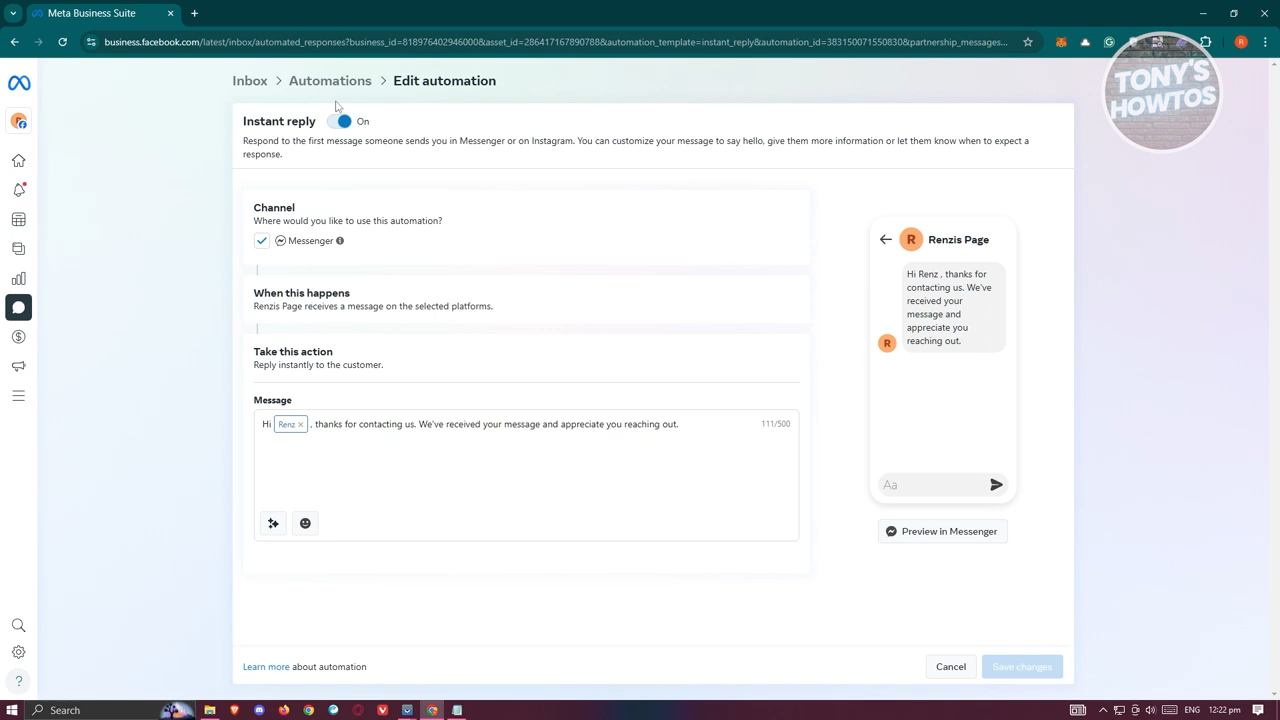 Meta Business Suite
business.facebook.com/latest/inbox/automated_responses?business_id=818976402946000&asset_id=286417167890788&automation_template=instant_reply&automation_id=3831500715508300&partnership_messages...
TONY'S
HOWTOS
Inbox > Automations > Edit automation
Instant reply On
Respond to the first message someone sends you in Messenger or on Instagram. You can customize your message to say hello, give them more information or let them know when to expect a
response.
Channel
Where would you like to use this automation?
Messenger
When this happens
Renzis Page receives a message on the selected platforms.
Take this action
Reply instantly to the customer.
Message
Hi Renz × , thanks for contacting us. We've received your message and appreciate you reaching out. 111/500
R Renzis Page
Hi Renz , thanks for
contacting us. We've
received your
message and
appreciate you
reaching out.
R
Aa
Preview in Messenger
Learn more about automation
Cancel
Save changes
Search
ENG 12:22 pm